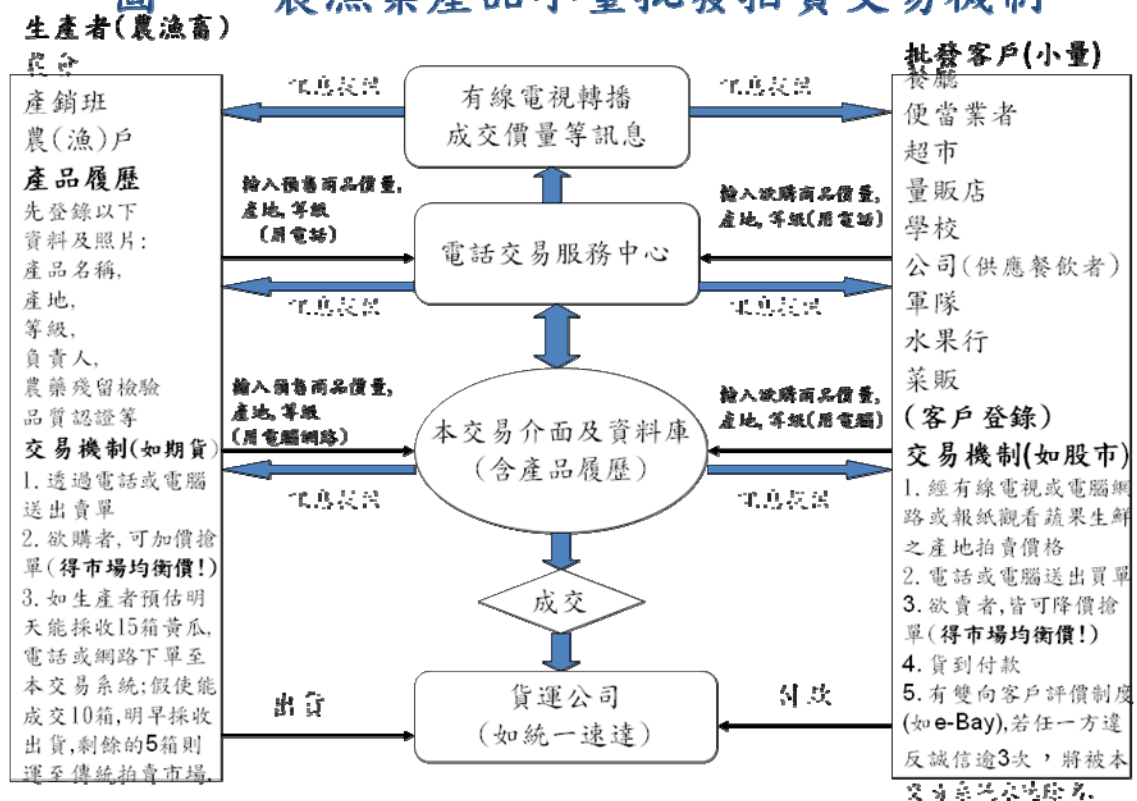 圖 農漁業產品小量批發拍賣交易機制
生產者(農漁畜)
農會
產銷班
農(漁)戶
產品履歷
先登錄以下
資料及照片:
產品名稱,
產地,
等級,
負責人,
農藥殘留檢驗
品質認證等
交易機制(如期貨)
1.透過電話或電腦
送出賣單
2.欲購者,可加價搶
單(得市場均衡價!)
3.如生產者預估明
天能採收15箱黃瓜,
電話或網路下單至
本交易系統;假使能
成交10箱,明早採收
出貨,剩餘的5箱則
運至傳統拍賣市場.
有線電視轉播
成交價量等訊息
輸入預售商品價量,
產地,等級
(用電話)
電話交易服務中心
輸入欲購商品價量,
產地,等級(用電話)
輸入預售商品價量,
產地,等級
(用電腦網路)
本交易介面及資料庫
(含產品履歷)
輸入欲購商品價量,
產地,等級(用電腦)
成交
出貨
貨運公司
(如統一速達)
付款
批發客戶(小量)
餐廳
便當業者
超市
量販店
學校
公司(供應餐飲者)
軍隊
水果行
菜販
(客戶登錄)
交易機制(如股市)
1.經有線電視或電腦網
路或報紙觀看蔬果生鮮
之產地拍賣價格
2.電話或電腦送出買單
3.欲賣者,皆可降價搶
單(得市場均衡價!)
4.貨到付款
5.有雙向客戶評價制度
(如e-Bay),若任一方違
反誠信逾3次，將被本